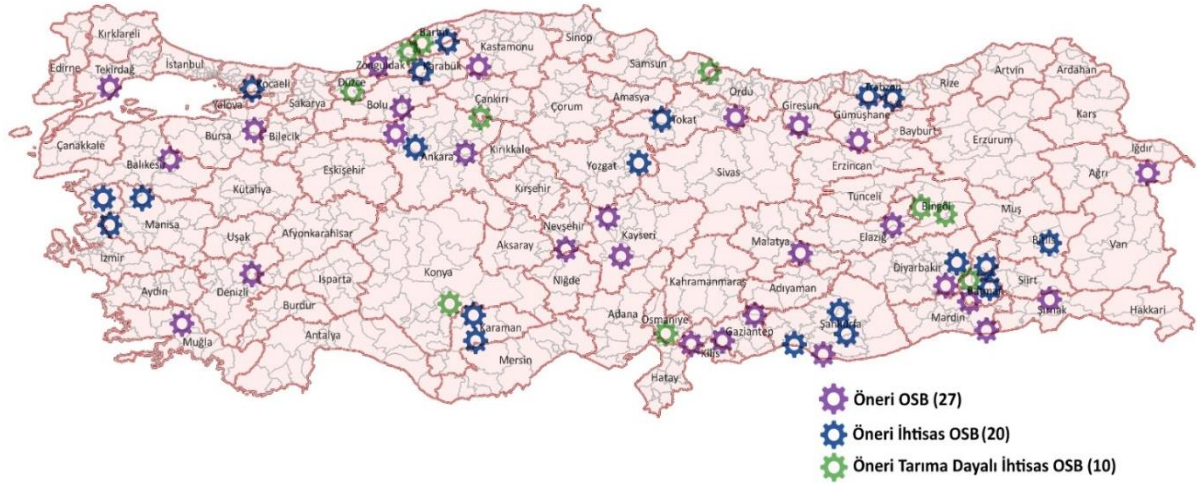 Kırklareli
Edirne
Tekirdağ
İstanbul
Kocaeli
Yalova
Sakarya
Düzce
Zonguldak
Bartın
Karabük
Kastamonu
Sinop
Samsun
Ordu
Giresun
Trabzon
Rize
Artvin
Ardahan
Kars
Gümüşhane
Bayburt
Erzurum
Iğdır
Ağrı
Çanakkale
Balıkesir
Bursa
Bilecik
Bolu
Çankırı
Çorum
Amasya
Tokat
Ankara
Kırıkkale
Yozgat
Sivas
Erzincan
Tunceli
Bingöl
Muş
Bitlis
Van
Eskişehir
Kütahya
Kırşehir
Nevşehir
Kayseri
Malatya
Elazığ
Diyarbakır
Batman
Siirt
Şırnak
Hakkari
Mardin
Manisa
İzmir
Uşak
Afyonkarahisar
Aksaray
Konya
Niğde
Kahramanmaraş
Adıyaman
Şanlıurfa
Aydın
Denizli
Isparta
Burdur
Muğla
Antalya
Karaman
Mersin
Adana
Osmaniye
Gaziantep
Kilis
Hatay
Öneri OSB (27)
Öneri İhtisas OSB (20)
Öneri Tarıma Dayalı İhtisas OSB (10)